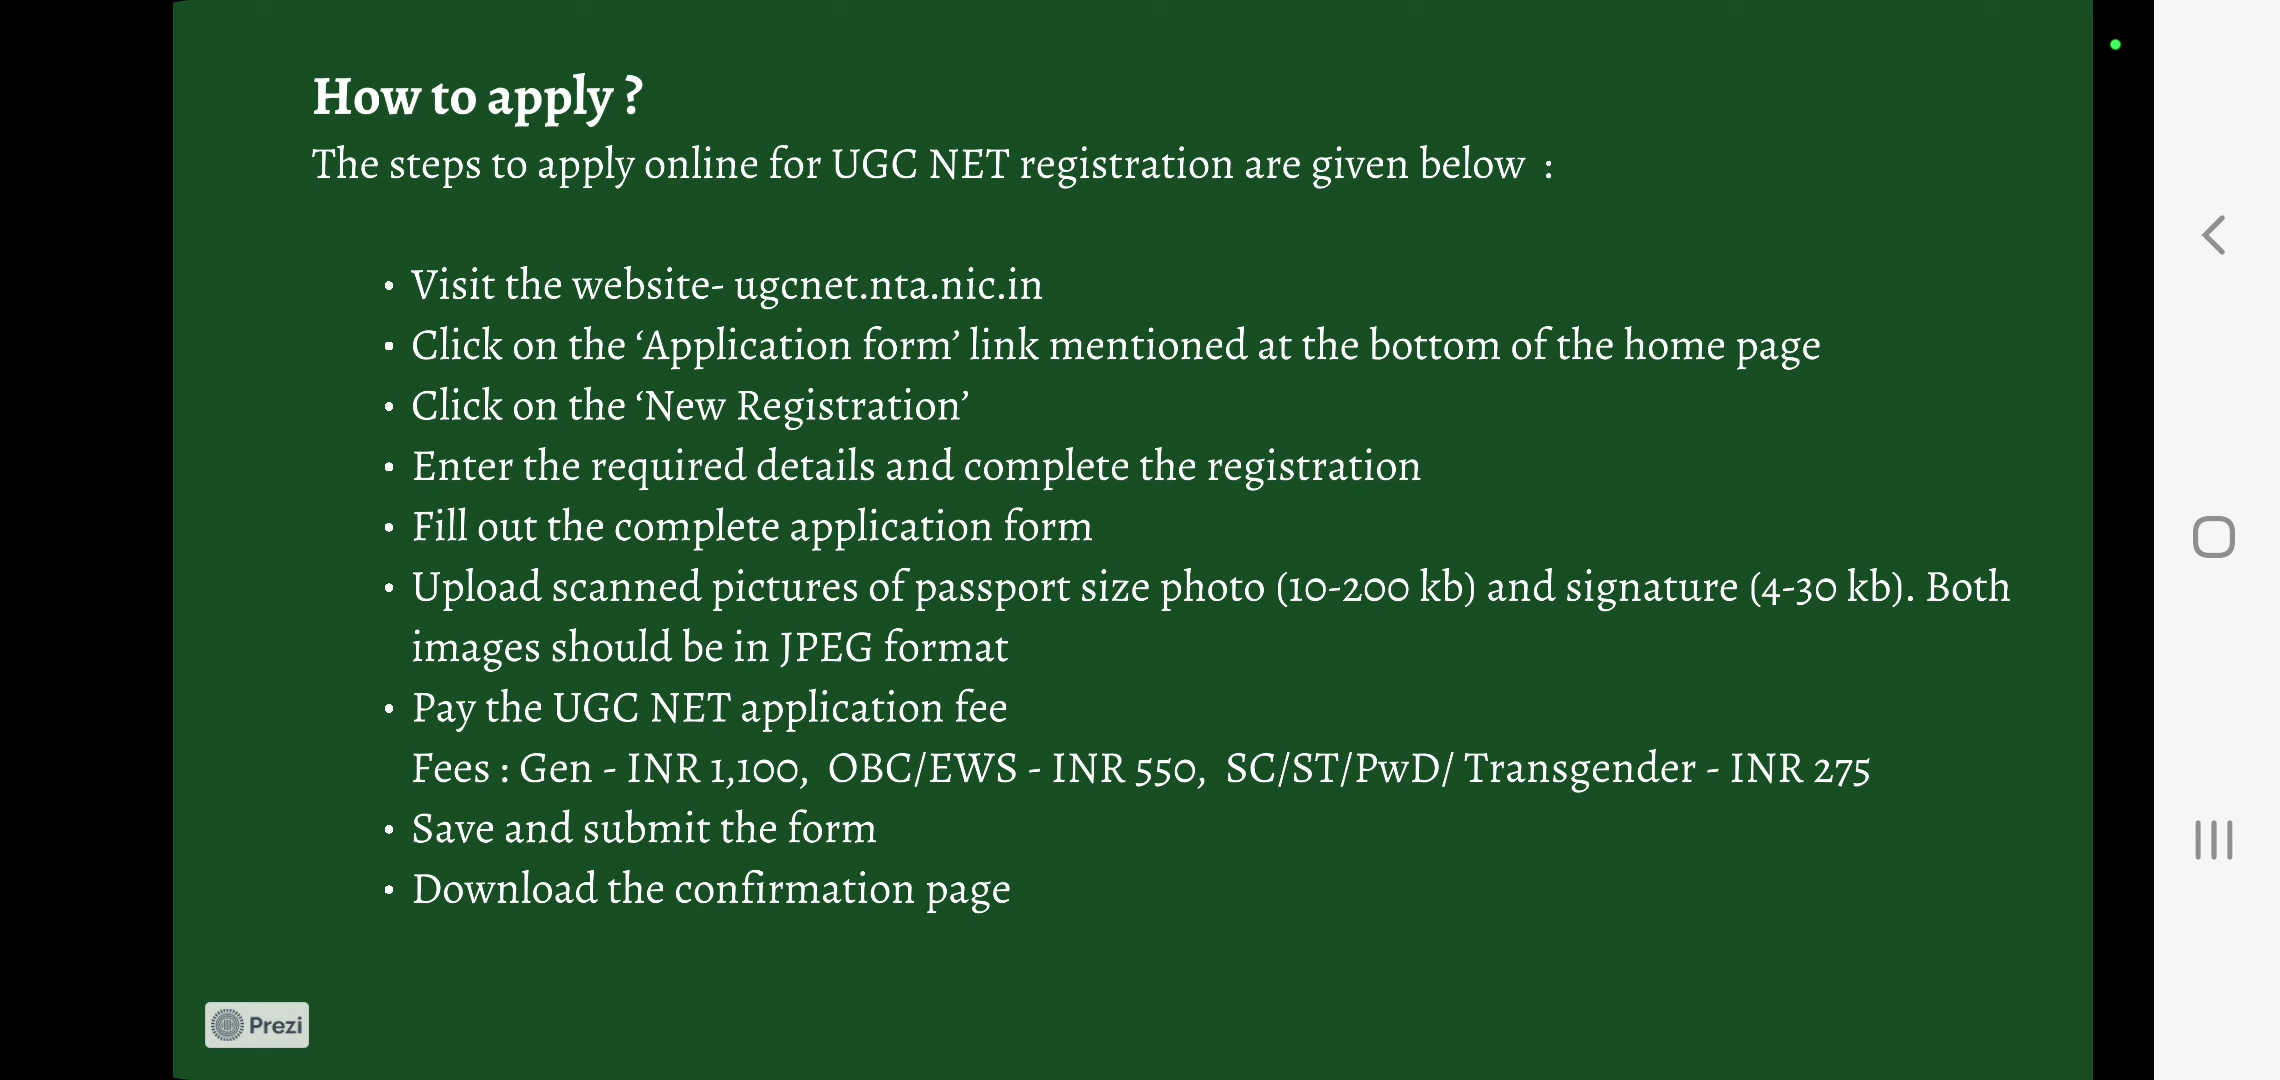 How to apply ?
The steps to apply online for UGC NET registration are given below  :
• Visit the website- ugcnet.nta.nic.in
• Click on the ‘Application form’ link mentioned at the bottom of the home page
• Click on the ‘New Registration’
• Enter the required details and complete the registration
• Fill out the complete application form
• Upload scanned pictures of passport size photo (10-200 kb) and signature (4-30 kb). Both
images should be in JPEG format
• Pay the UGC NET application fee
Fees : Gen - INR 1,100,  OBC/EWS - INR 550,  SC/ST/PwD/ Transgender - INR 275
• Save and submit the form
• Download the confirmation page
Prezi